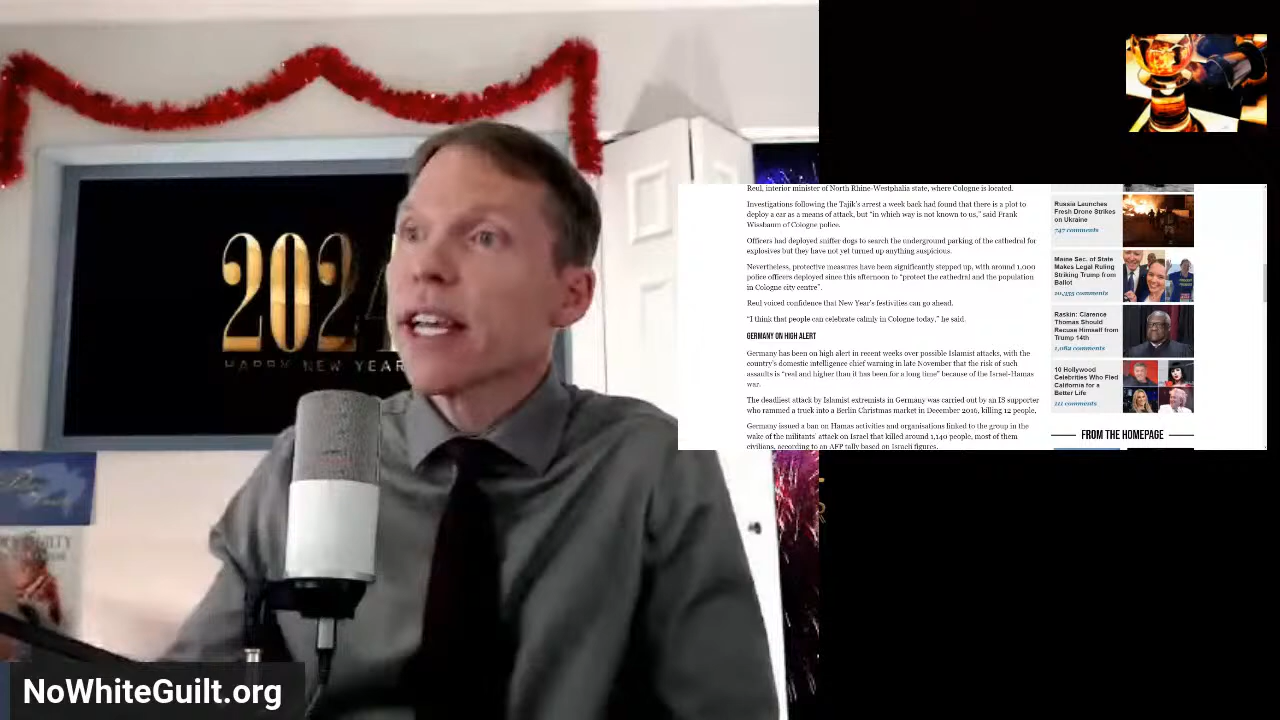 202
HAPPY NEW YEAR
NoWhiteGuilt.org
Reul, interior minister of North Rhine-Westphalia state, where Cologne is located.
Investigations following the Tajik's arrest a week back had found that there is a plot to
deploy a car as a means of attack, but "in which way is not known to us," said Frank
Wissbaum of Cologne police.
Officers had deployed sniffer dogs to search the underground parking of the cathedral for
explosives but they have not yet turned up anything suspicious.
Nevertheless, protective measures have been significantly stepped up, with around 1,000
police officers deployed since this afternoon to "protect the cathedral and the population
in Cologne city centre".
Reul voiced confidence that New Year's festivities can go ahead.
"I think that people can celebrate calmly in Cologne today," he said.
GERMANY ON HIGH ALERT
Germany has been on high alert in recent weeks over possible Islamist attacks, with the
country's domestic intelligence chief warning in late November that the risk of such
assaults is "real and higher than it has been for a long time" because of the Israel-Hamas
war.
The deadliest attack by Islamist extremists in Germany was carried out by an IS supporter
who rammed a truck into a Berlin Christmas market in December 2016, killing 12 people.
Germany issued a ban on Hamas activities and organisations linked to the group in the
wake of the militants' attack on Israel that killed around 1,140 people, most of them
civilians, according to an AFP tally based on Israeli figures.
Russia Launches
Fresh Drone Strikes
on Ukraine
747 comments
Maine Sec. of State
Makes Legal Ruling
Striking Trump from
Ballot
10,355 comments
Raskin: Clarence
Thomas Should
Recuse Himself from
Trump 14th
1,082 comments
10 Hollywood
Celebrities Who Fled
California for a
Better Life
111 comments
FROM THE HOMEPAGE